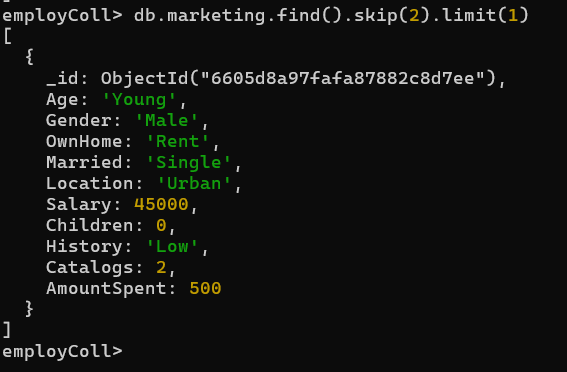 employColl> db.marketing.find().skip(2).limit(1)
[
  {
    _id: ObjectId("6605d8a97fafa87882c8d7ee"),
    Age: 'Young',
    Gender: 'Male',
    OwnHome: 'Rent',
    Married: 'Single',
    Location: 'Urban',
    Salary: 45000,
    Children: 0,
    History: 'Low',
    Catalogs: 2,
    AmountSpent: 500
  }
]
employColl>